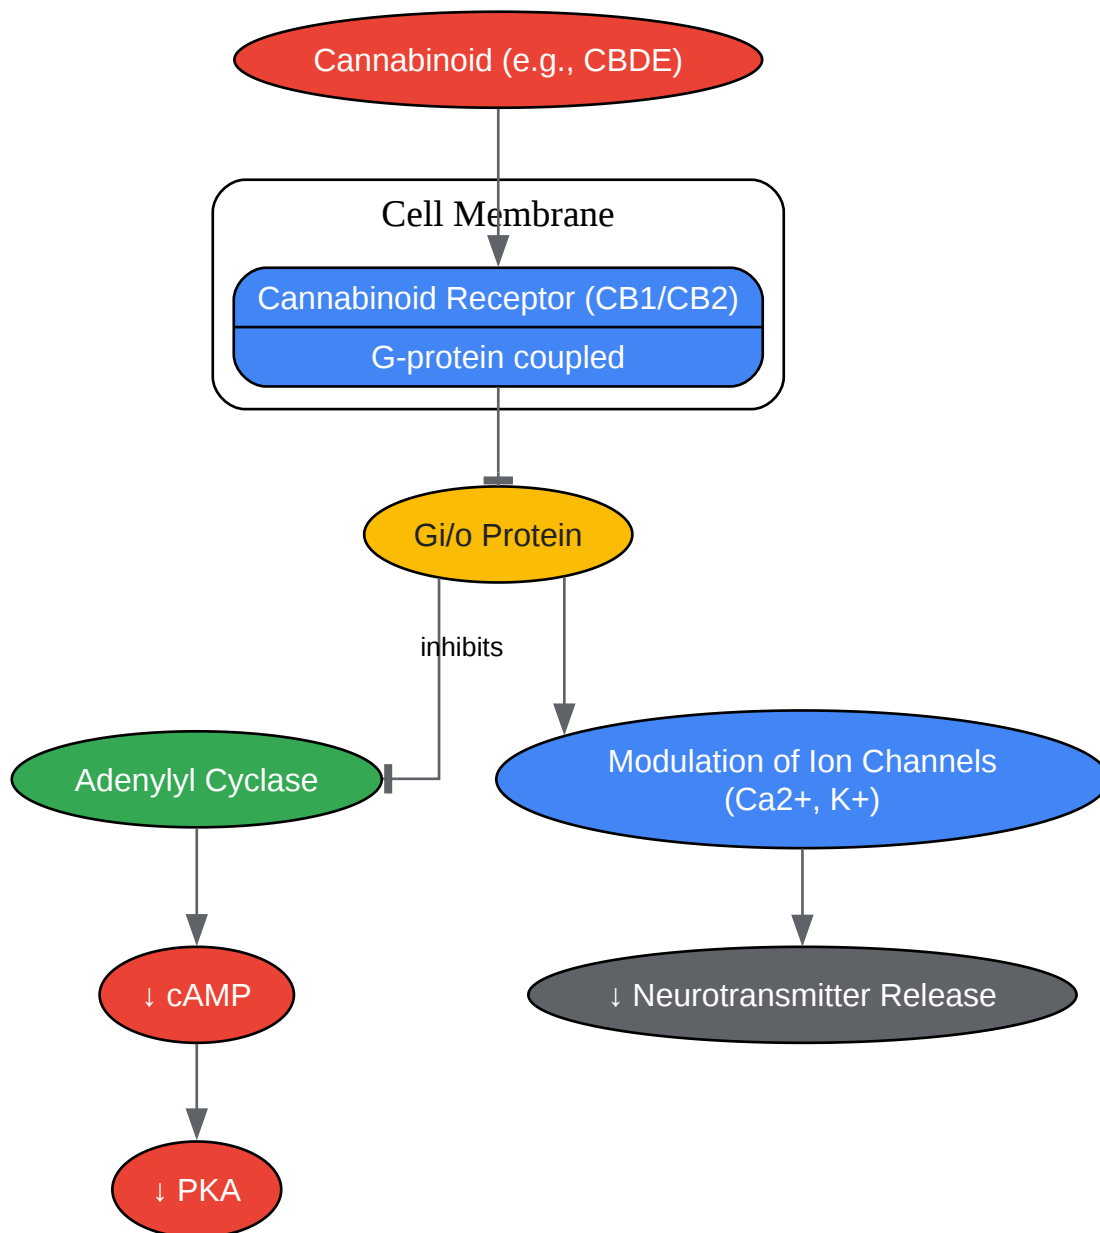 Cannabinoid (e.g., CBDE)
Cell Membrane
Cannabinoid Receptor (CB1/CB2)
G-protein coupled
Gi/o Protein
inhibits
Adenylyl Cyclase
Modulation of Ion Channels
(Ca2+, K+)
↓ cAMP
↓ Neurotransmitter Release
↓ PKA